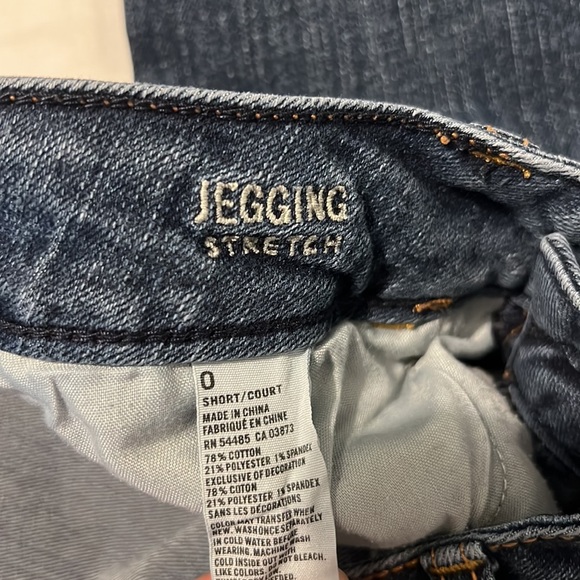 JEGGING
STRETCH
0
SHORT/COURT
MADE IN CHINA
FABRIQUÉ EN CHINE
RN 54485 CA 03873
78% COTTON
21% POLYESTER 1% SPANDEX
EXCLUSIVE OF DECORATION
78% COTON
21% POLYESTER 1% SPANDEX
SANS LES DÉCORATIONS
COLOR MAY TRANSFER WHEN
NEW. WASH ONCE SEPARATELY
IN COLD WATER BEFORE
WEARING. MACHINE WASH
COLD INSIDE OUT. NOT BLEACH.
LIKE COLORS.